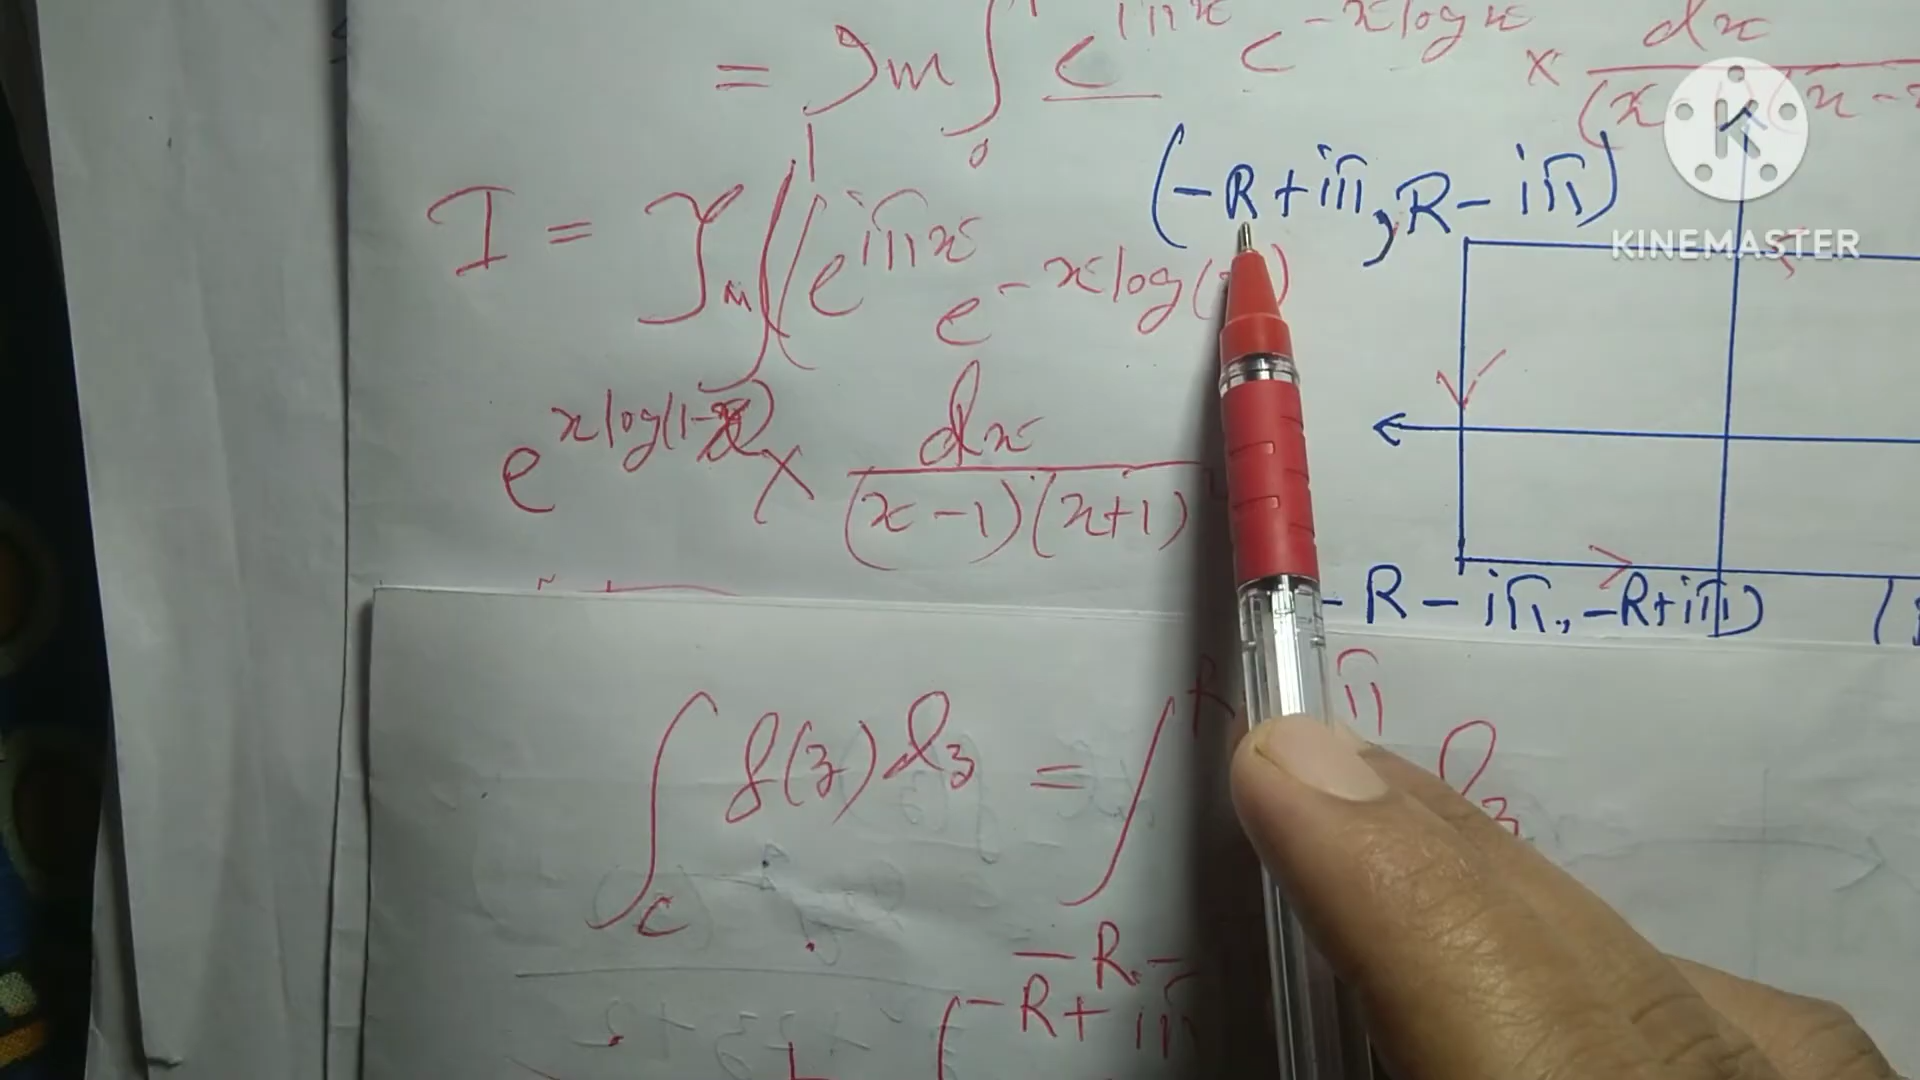 = Im ∫₀¹ e^{iπx} e^{-x log x} × dx
(-R+iπ, R-iπ)
KINEMASTER
I = Im ∫ (e^{iπx} e^{-x log(
e^{x log(1-x)} × dx/((x-1)(x+1)
-R-iπ, -R+iπ)
∫_C f(z)dz = ∫
-R-
-R+iπ